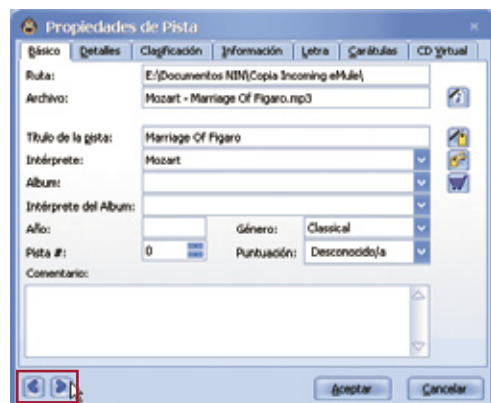 Propiedades de Pista
Básico Detalles Clasificación Información Letra Carátulas CD Virtual
Ruta: E:\Documentos NIN\Copia Incoming eMule\
Archivo: Mozart - Marriage Of Figaro.mp3
Título de la pista: Marriage Of Figaro
Intérprete: Mozart
Album:
Intérprete del Album:
Año: Género: Classical
Pista #: 0 Puntuación: Desconocido/a
Comentario:
Aceptar Cancelar